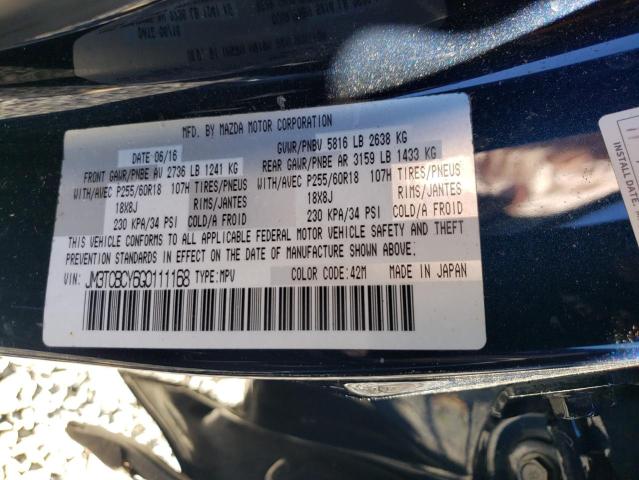 MFD. BY MAZDA MOTOR CORPORATION
DATE 06/16 GVWR/PNBV 5816 LB 2638 KG
FRONT GAWR/PNBE AV 2736 LB 1241 KG REAR GAWR/PNBE AR 3159 LB 1433 KG
WITH/AVEC P255/60R18 107H TIRES/PNEUS WITH/AVEC P255/60R18 107H TIRES/PNEUS
18X8J RIMS/JANTES 18X8J RIMS/JANTES
230 KPA/34 PSI COLD/A FROID 230 KPA/34 PSI COLD/A FROID
THIS VEHICLE CONFORMS TO ALL APPLICABLE FEDERAL MOTOR VEHICLE SAFETY AND THEFT
PREVENTION STANDARDS IN EFFECT ON THE DATE OF MANUFACTURE SHOWN ABOVE.
VIN: JM3TCBCY6G0111168 TYPE:MPV COLOR CODE:42M MADE IN JAPAN